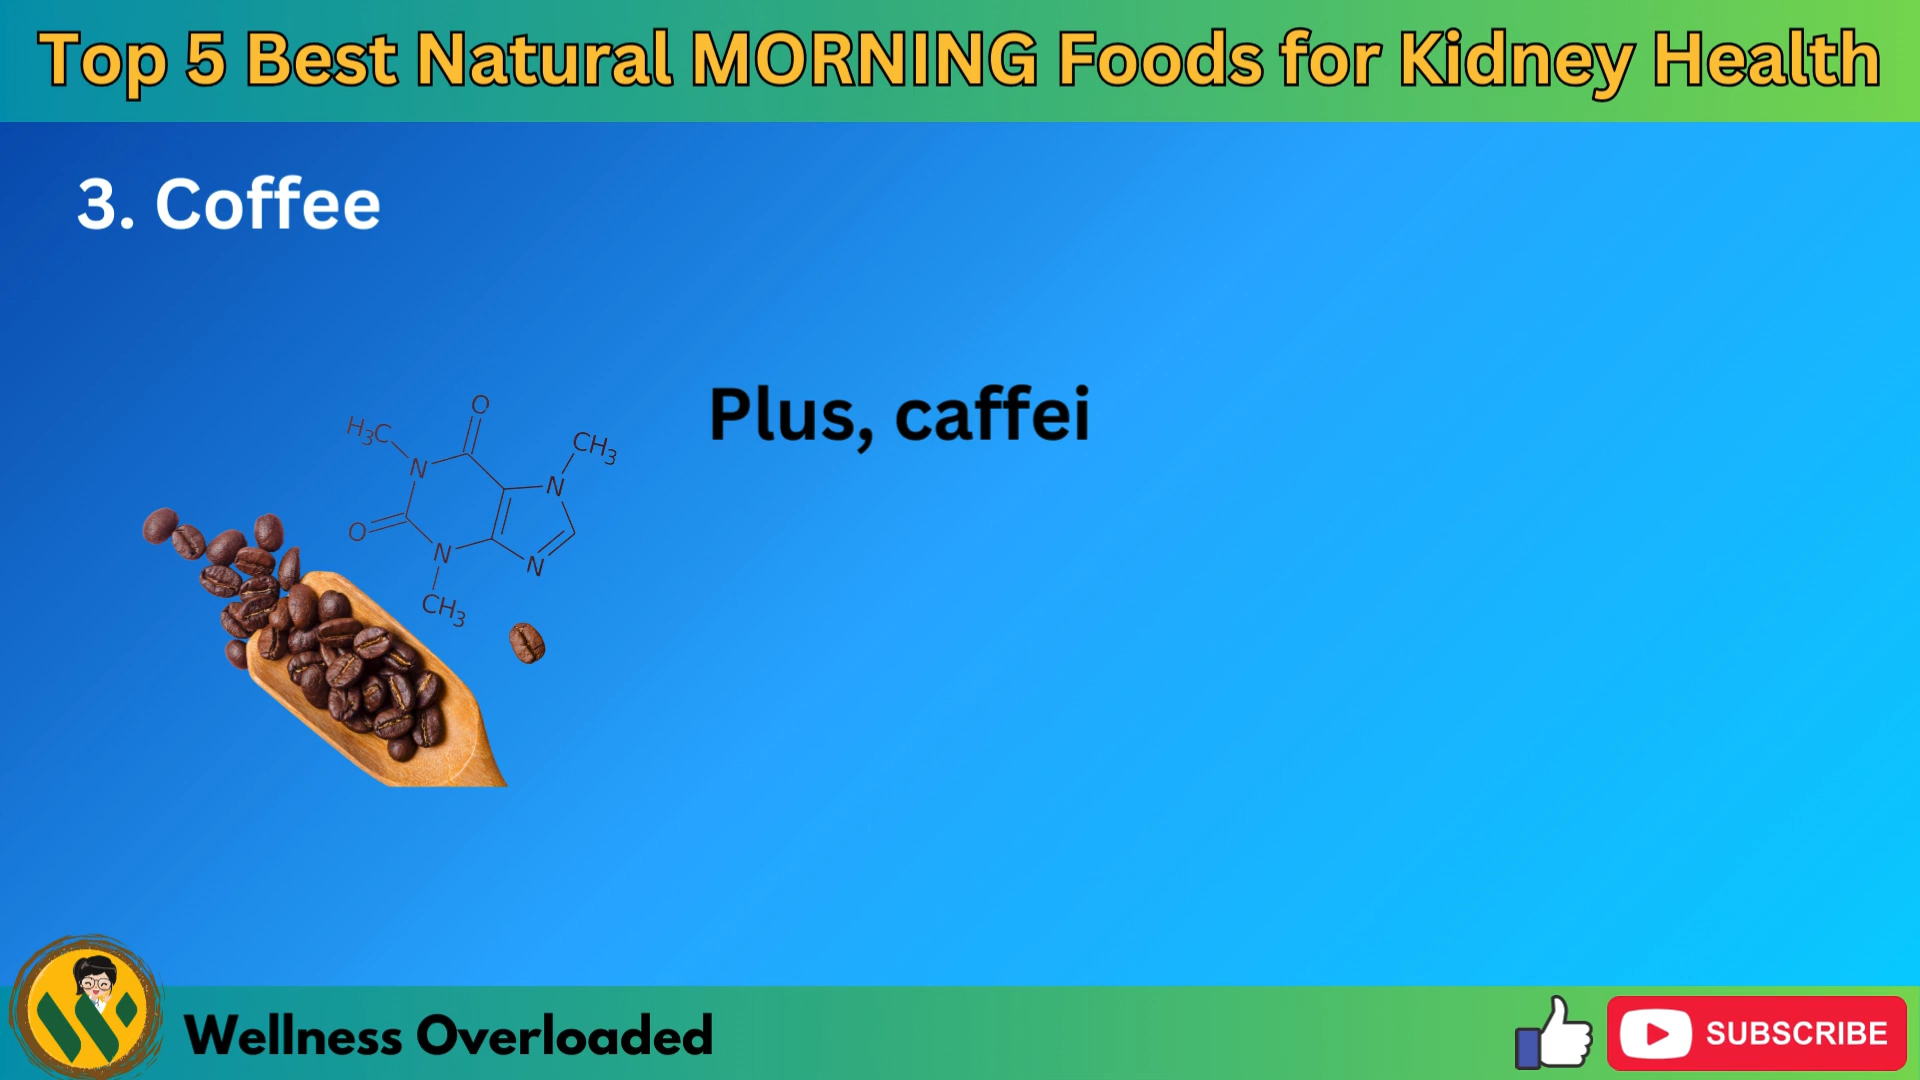 Top 5 Best Natural MORNING Foods for Kidney Health
3. Coffee
Plus, caffei
O
H3C
CH3
N
N
O
N
N
CH3
Wellness Overloaded
SUBSCRIBE